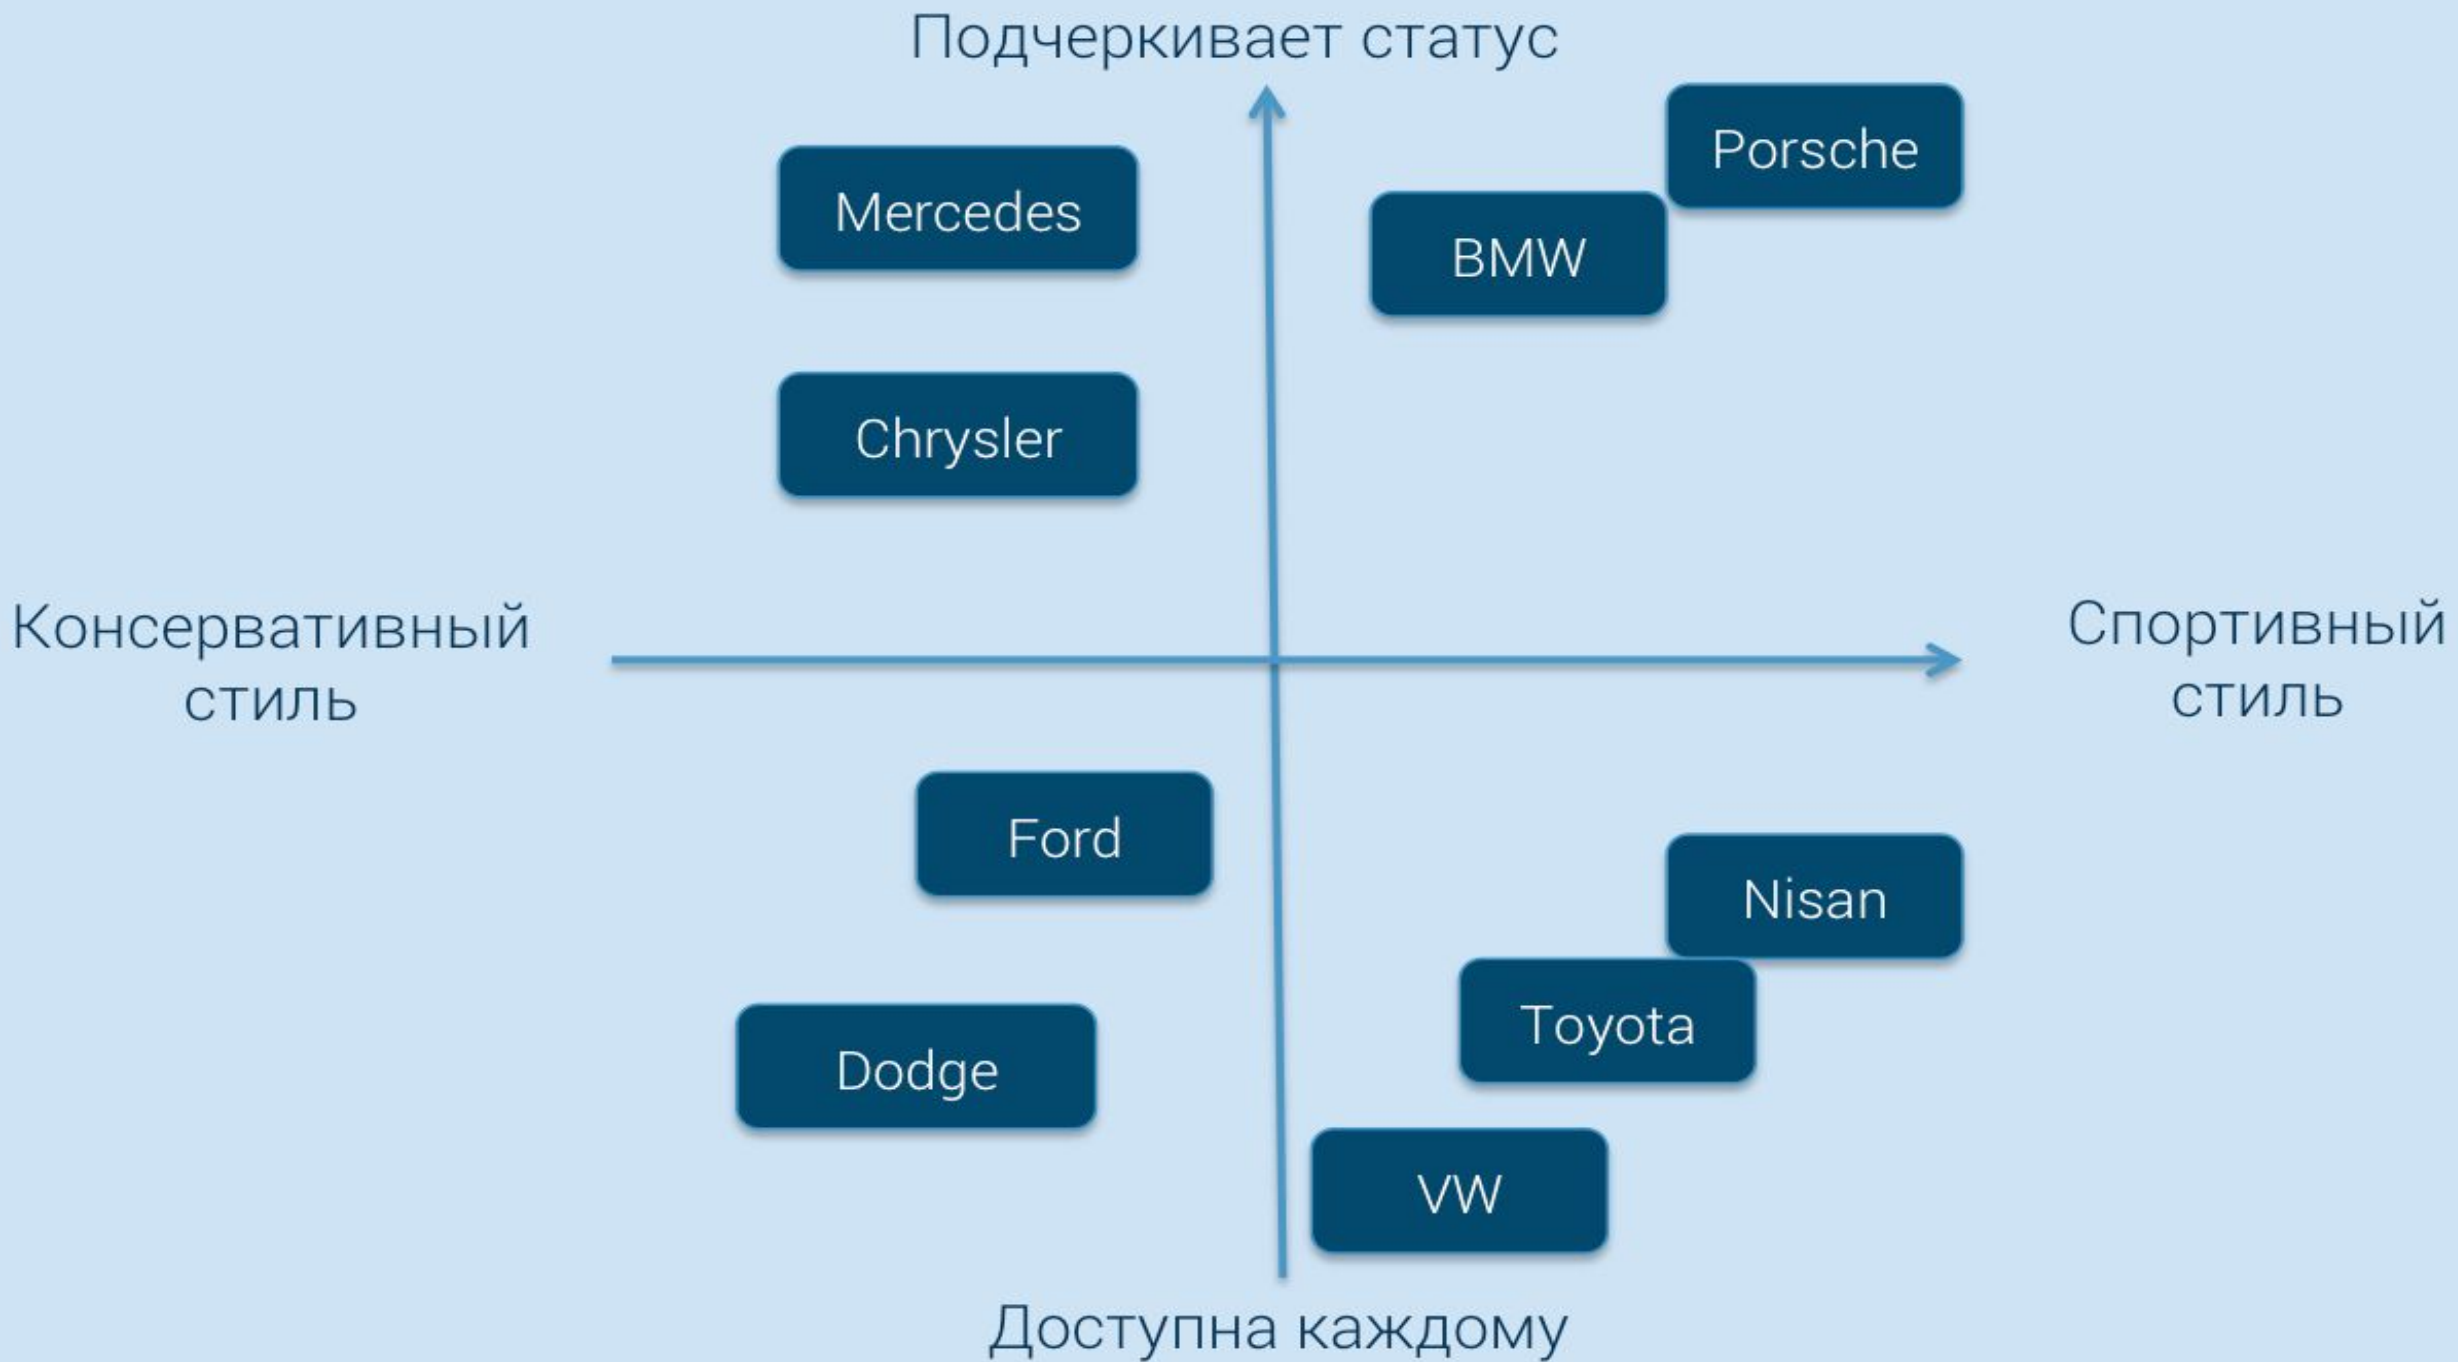 Подчеркивает статус
Porsche
Mercedes
BMW
Chrysler
Консервативный
стиль
Спортивный
стиль
Ford
Nisan
Toyota
Dodge
VW
Доступна каждому